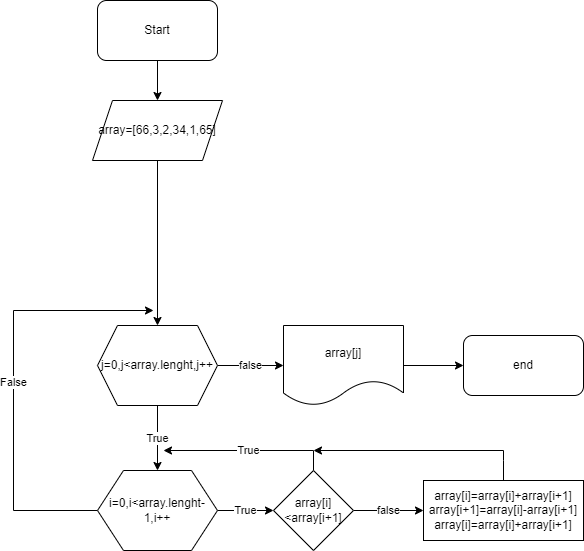 Start
array=[66,3,2,34,1,65]
j=0,j<array.lenght,j++
false
array[j]
end
False
True
True
i=0,i<array.lenght-
1,i++
True
array[i]
<array[i+1]
false
array[i]=array[i]+array[i+1]
array[i+1]=array[i]-array[i+1]
array[i]=array[i]+array[i+1]